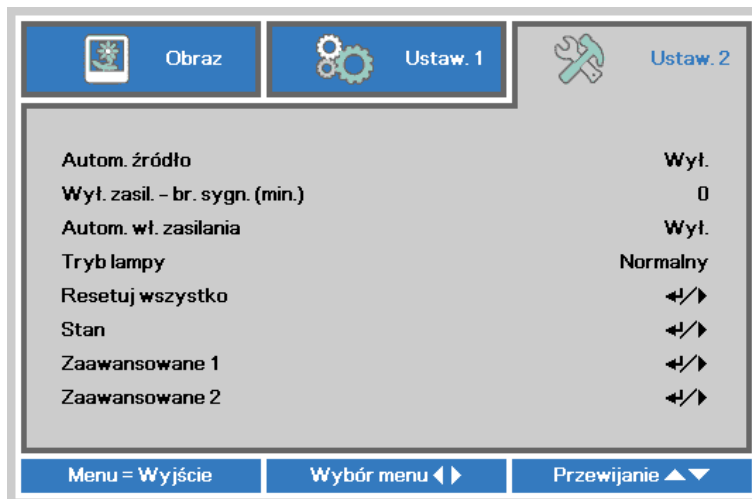 Obraz Ustaw. 1 Ustaw. 2
Autom. źródło Wył.
Wył. zasil. – br. sygn. (min.) 0
Autom. wł. zasilania Wył.
Tryb lampy Normalny
Resetuj wszystko ↵/▶
Stan ↵/▶
Zaawansowane 1 ↵/▶
Zaawansowane 2 ↵/▶
Menu = Wyjście Wybór menu ◀▶ Przewijanie ▲▼